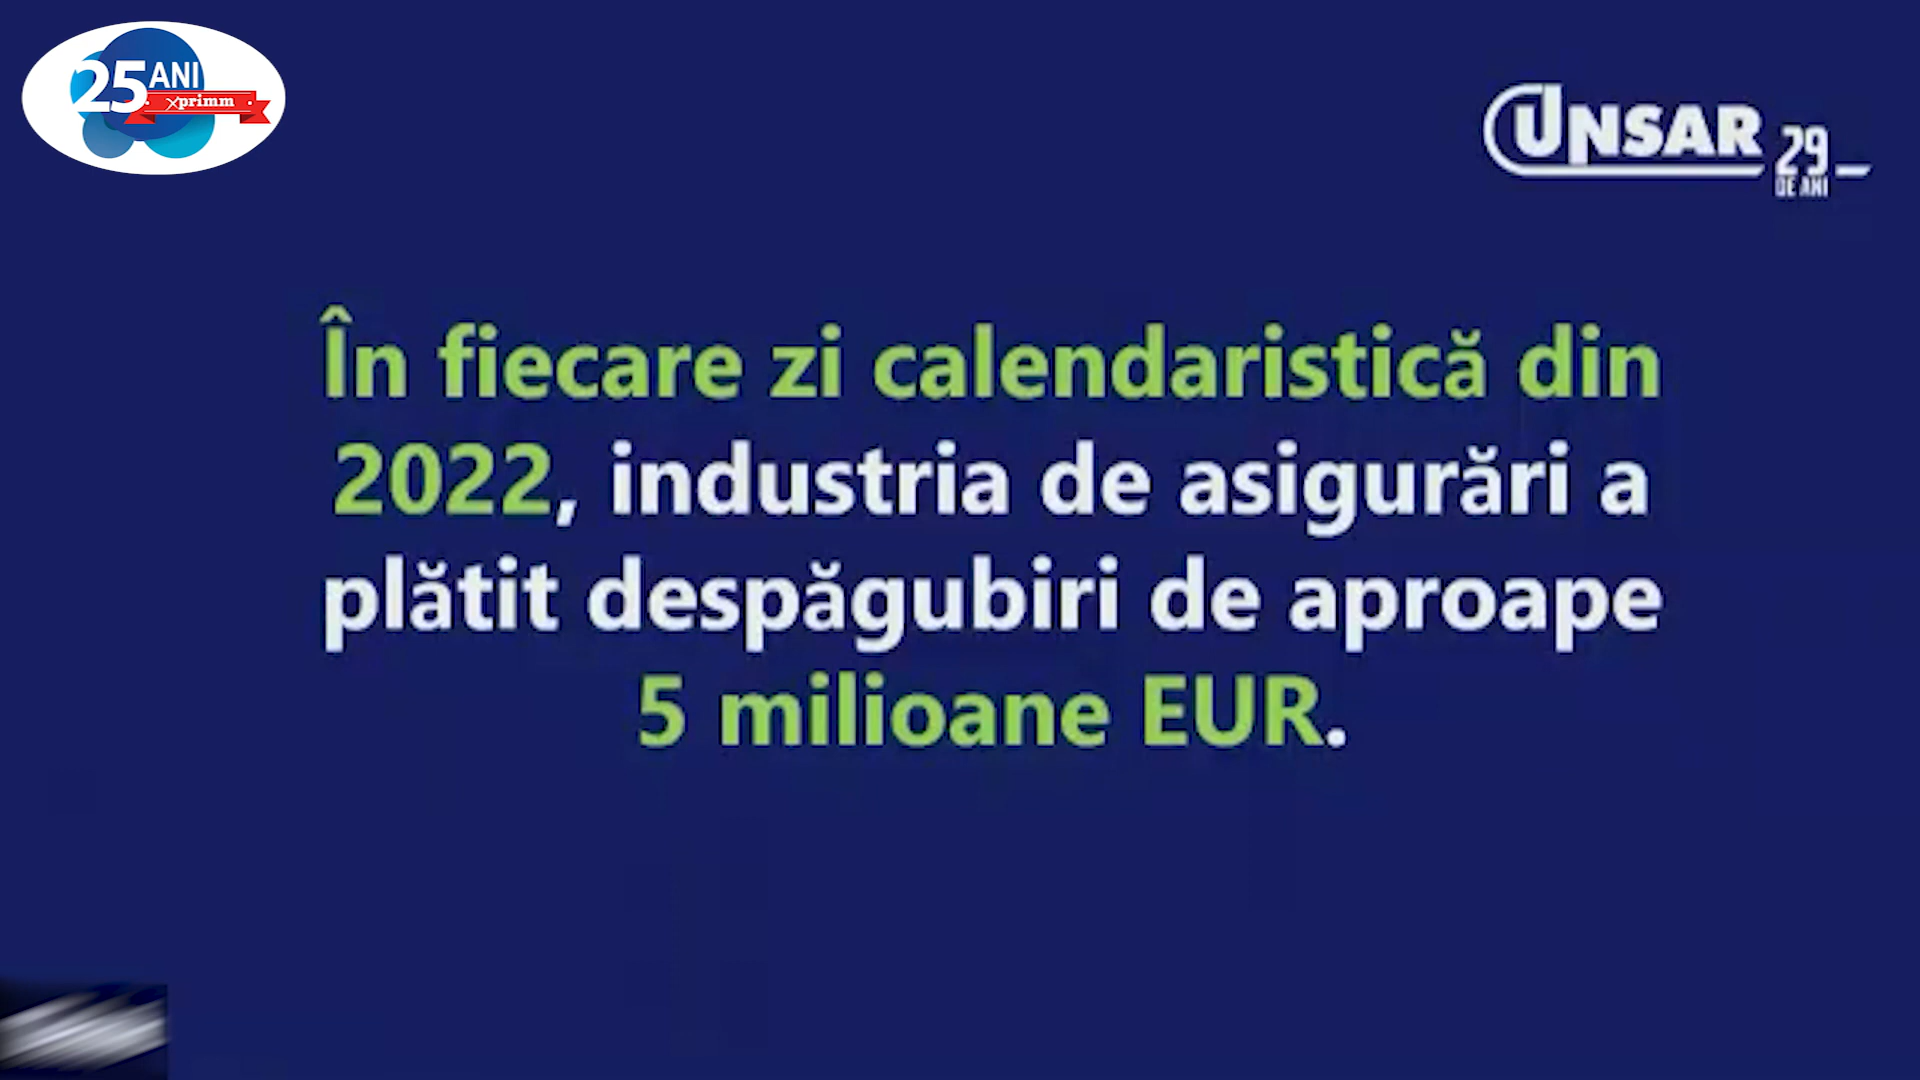 25 ANI
xprimm
UNSAR 29
DE ANI
În fiecare zi calendaristică din
2022, industria de asigurări a
plătit despăgubiri de aproape
5 milioane EUR.